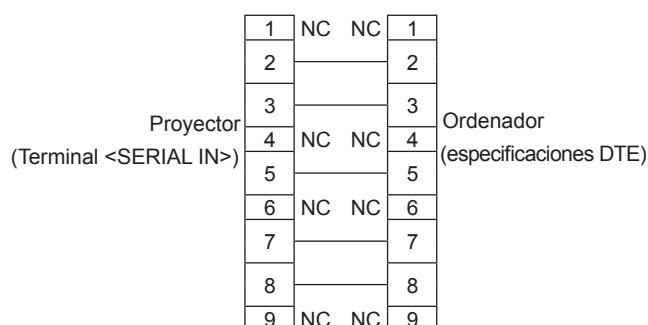 1 NC NC 1
2 2
3 3
Proyector
(Terminal <SERIAL IN>)
4 NC NC 4
Ordenador
(especificaciones DTE)
5 5
6 NC NC 6
7 7
8 8
9 NC NC 9